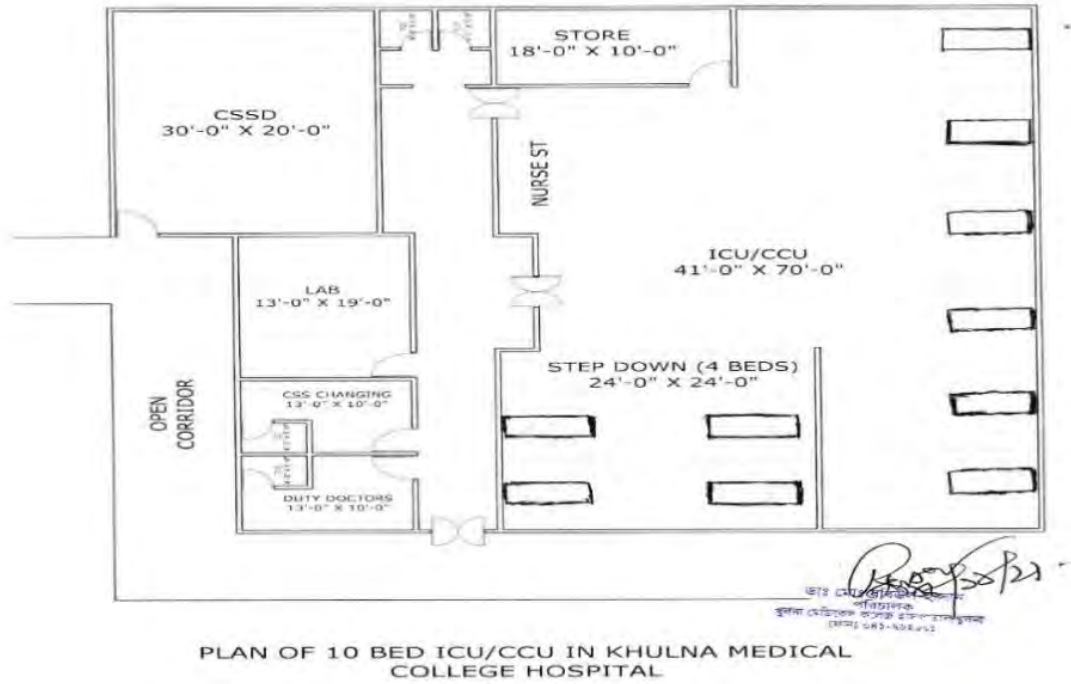 STORE
18'-0" X 10'-0"
CSSD
30'-0" X 20'-0"
NURSE ST
ICU/CCU
41'-0" X 70'-0"
LAB
13'-0" X 19'-0"
STEP DOWN (4 BEDS)
24'-0" X 24'-0"
CSS CHANGING
13'-0" X 10'-0"
OPEN
CORRIDOR
DUTY DOCTORS
13'-0" X 10'-0"
পরিচালক
PLAN OF 10 BED ICU/CCU IN KHULNA MEDICAL
COLLEGE HOSPITAL